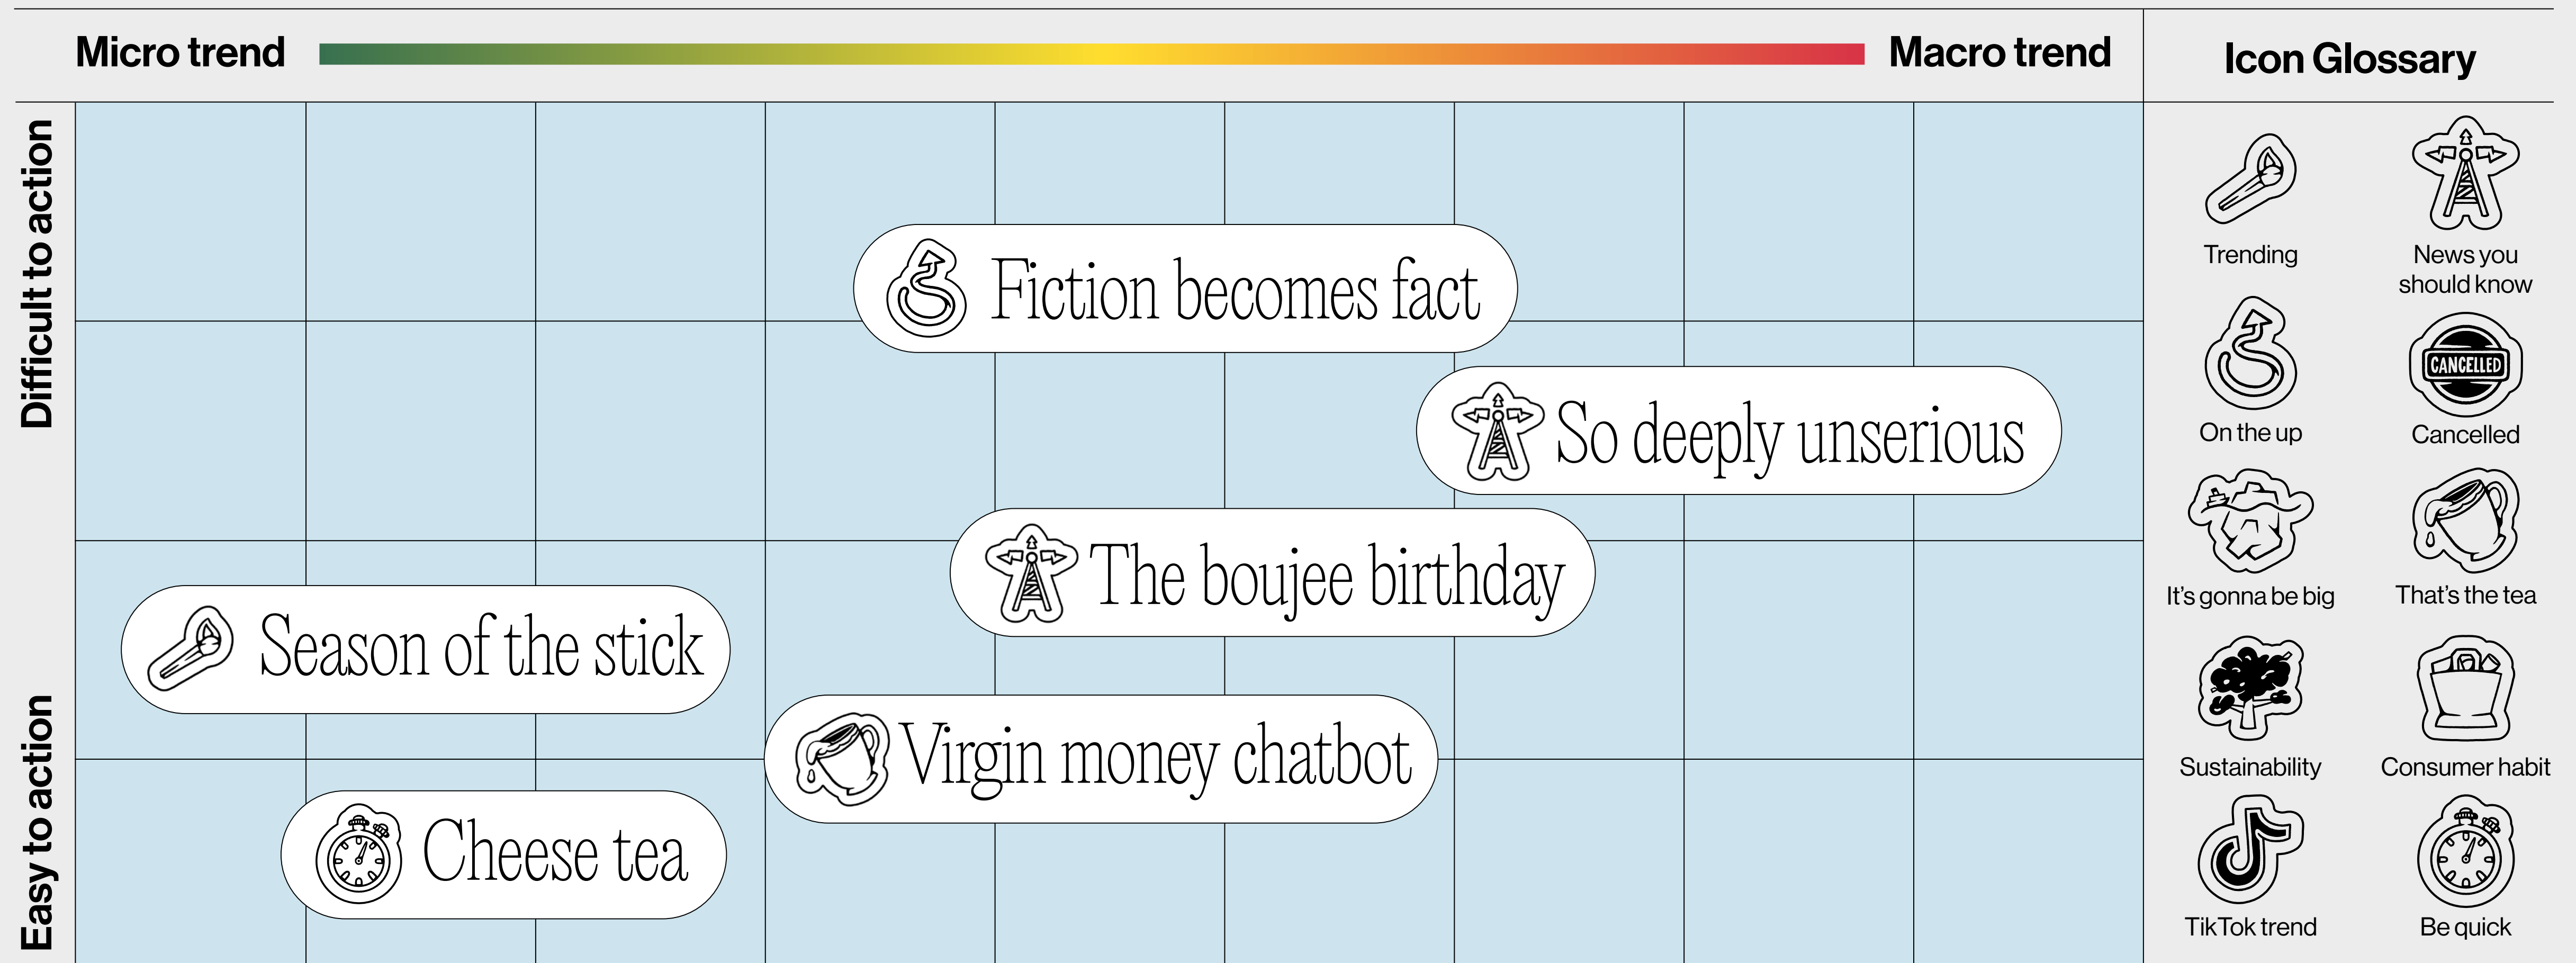 Micro trend
Macro trend
Icon Glossary
Difficult to action
Easy to action
Fiction becomes fact
So deeply unserious
The boujee birthday
Season of the stick
Virgin money chatbot
Cheese tea
Trending
News you
should know
On the up
CANCELLED
Cancelled
It's gonna be big
That's the tea
Sustainability
Consumer habit
TikTok trend
Be quick